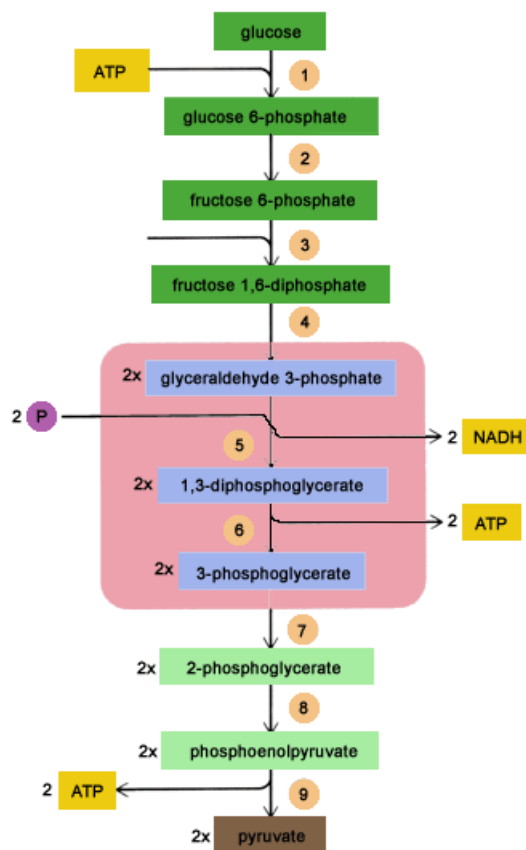 glucose
ATP
1
glucose 6-phosphate
2
fructose 6-phosphate
3
fructose 1,6-diphosphate
4
2x glyceraldehyde 3-phosphate
2 P
2 NADH
5
2x 1,3-diphosphoglycerate
6
2 ATP
2x 3-phosphoglycerate
7
2x 2-phosphoglycerate
8
2x phosphoenolpyruvate
2 ATP
9
2x pyruvate